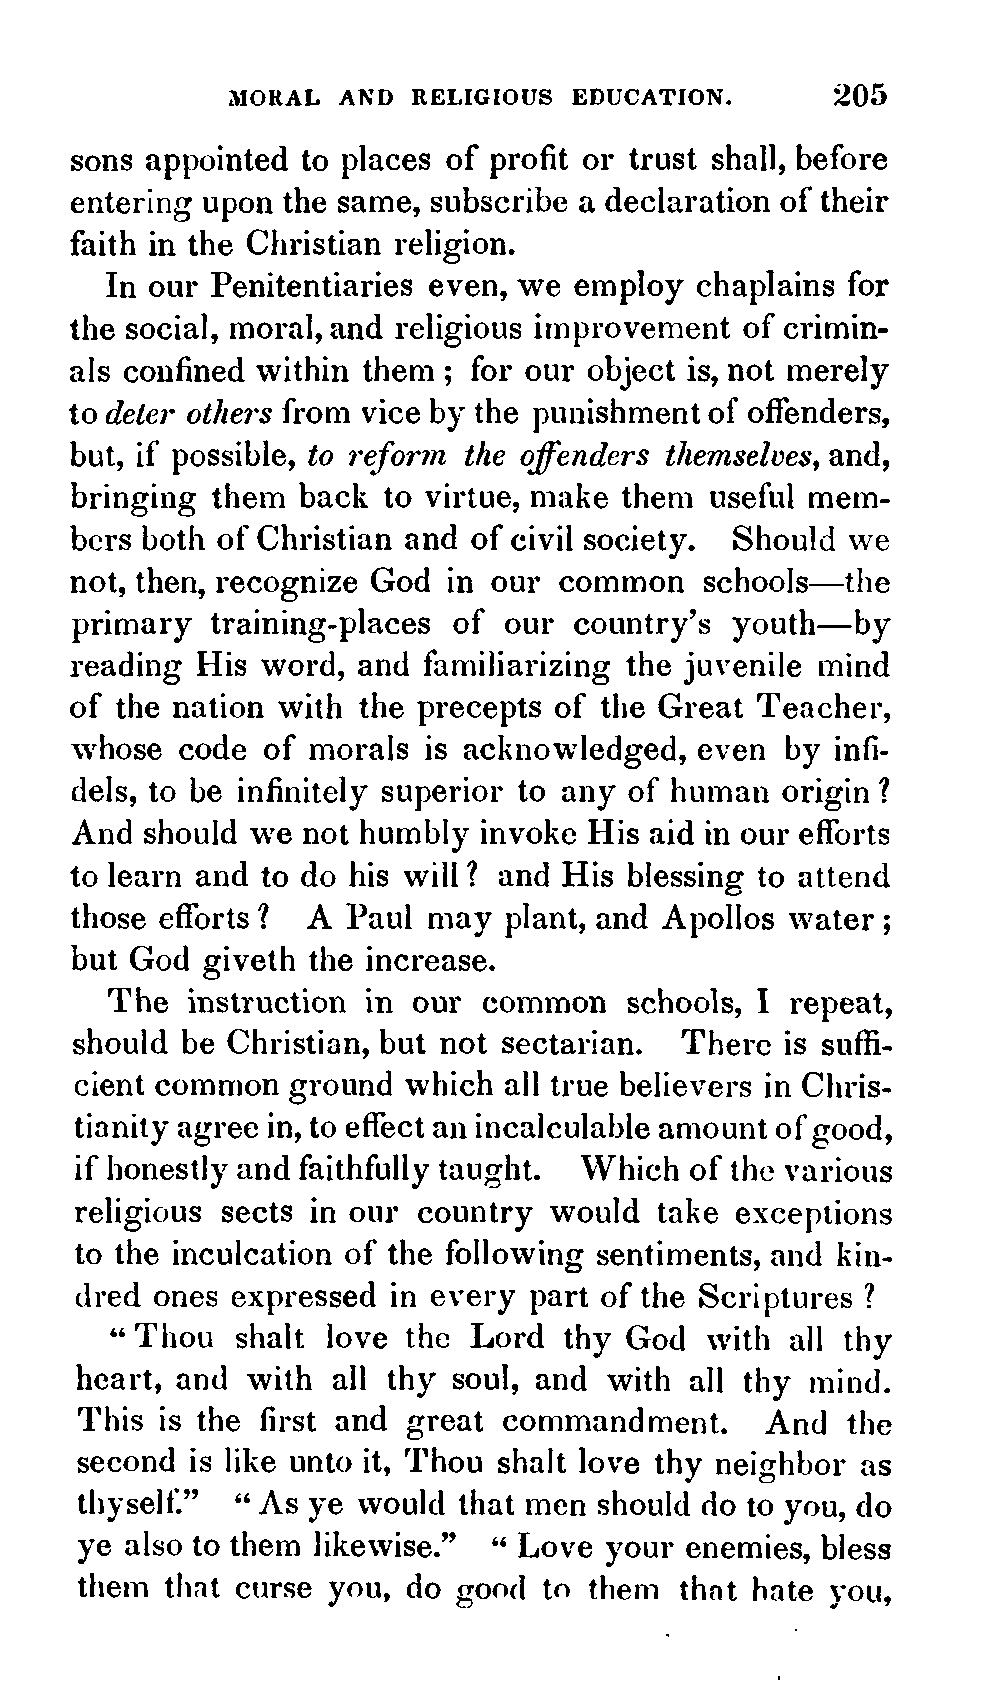 MORAL AND RELIGIOUS EDUCATION. 205
sons appointed to places of profit or trust shall, before
entering upon the same, subscribe a declaration of their
faith in the Christian religion.
In our Penitentiaries even, we employ chaplains for
the social, moral, and religious improvement of crimin-
als confined within them ; for our object is, not merely
to deter others from vice by the punishment of offenders,
but, if possible, to reform the offenders themselves, and,
bringing them back to virtue, make them useful mem-
bers both of Christian and of civil society. Should we
not, then, recognize God in our common schools—the
primary training-places of our country's youth—by
reading His word, and familiarizing the juvenile mind
of the nation with the precepts of the Great Teacher,
whose code of morals is acknowledged, even by infi-
dels, to be infinitely superior to any of human origin ?
And should we not humbly invoke His aid in our efforts
to learn and to do his will ? and His blessing to attend
those efforts ? A Paul may plant, and Apollos water ;
but God giveth the increase.
The instruction in our common schools, I repeat,
should be Christian, but not sectarian. There is suffi-
cient common ground which all true believers in Chris-
tianity agree in, to effect an incalculable amount of good,
if honestly and faithfully taught. Which of the various
religious sects in our country would take exceptions
to the inculcation of the following sentiments, and kin-
dred ones expressed in every part of the Scriptures ?
“ Thou shalt love the Lord thy God with all thy
heart, and with all thy soul, and with all thy mind.
This is the first and great commandment. And the
second is like unto it, Thou shalt love thy neighbor as
thyself.” “ As ye would that men should do to you, do
ye also to them likewise.” “ Love your enemies, bless
them that curse you, do good to them that hate you,